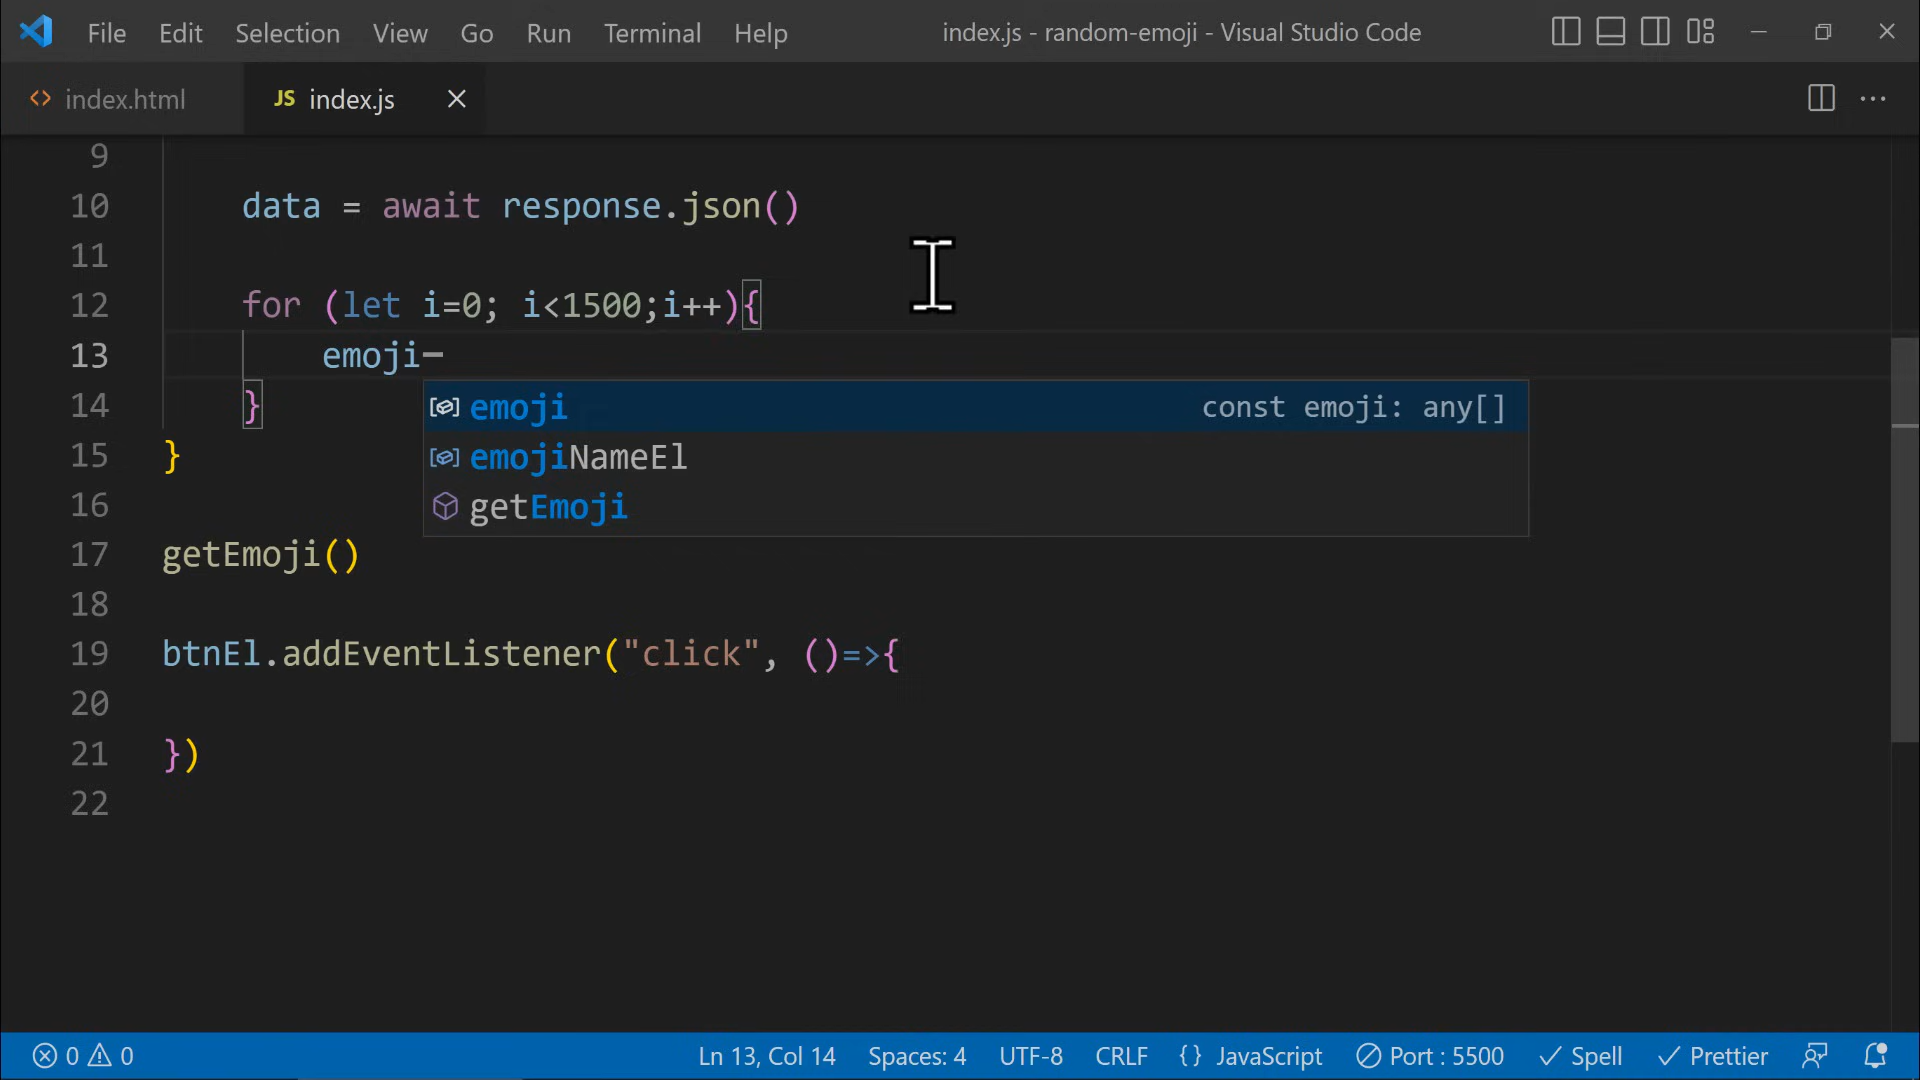 File Edit Selection View Go Run Terminal Help index.js - random-emoji - Visual Studio Code
index.html JS index.js
9
10 data = await response.json()
11
12 for (let i=0; i<1500;i++){
13 emoji
emoji const emoji: any[]
14 }
emojiNameEl
15 }
getEmoji
16
17 getEmoji()
18
19 btnEl.addEventListener("click", ()=>{
20
21 })
22
0 0 Ln 13, Col 14 Spaces: 4 UTF-8 CRLF {} JavaScript Port : 5500 Spell Prettier